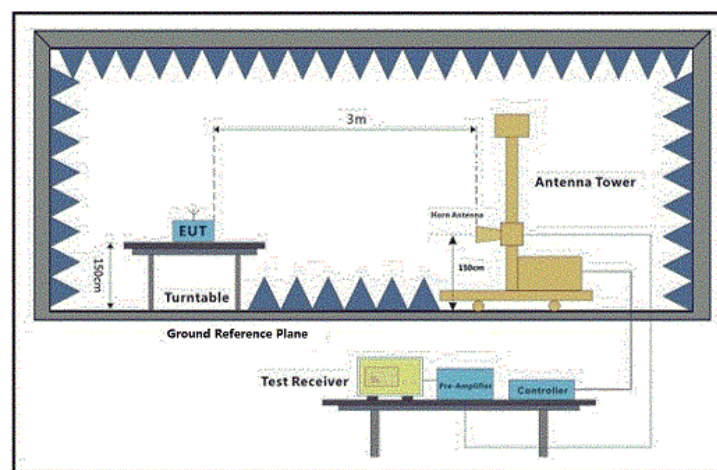 3m
Antenna Tower
Horn Antenna
EUT
150cm
150cm
Turntable
Ground Reference Plane
Test Receiver
Pre-Amplifier
Controller